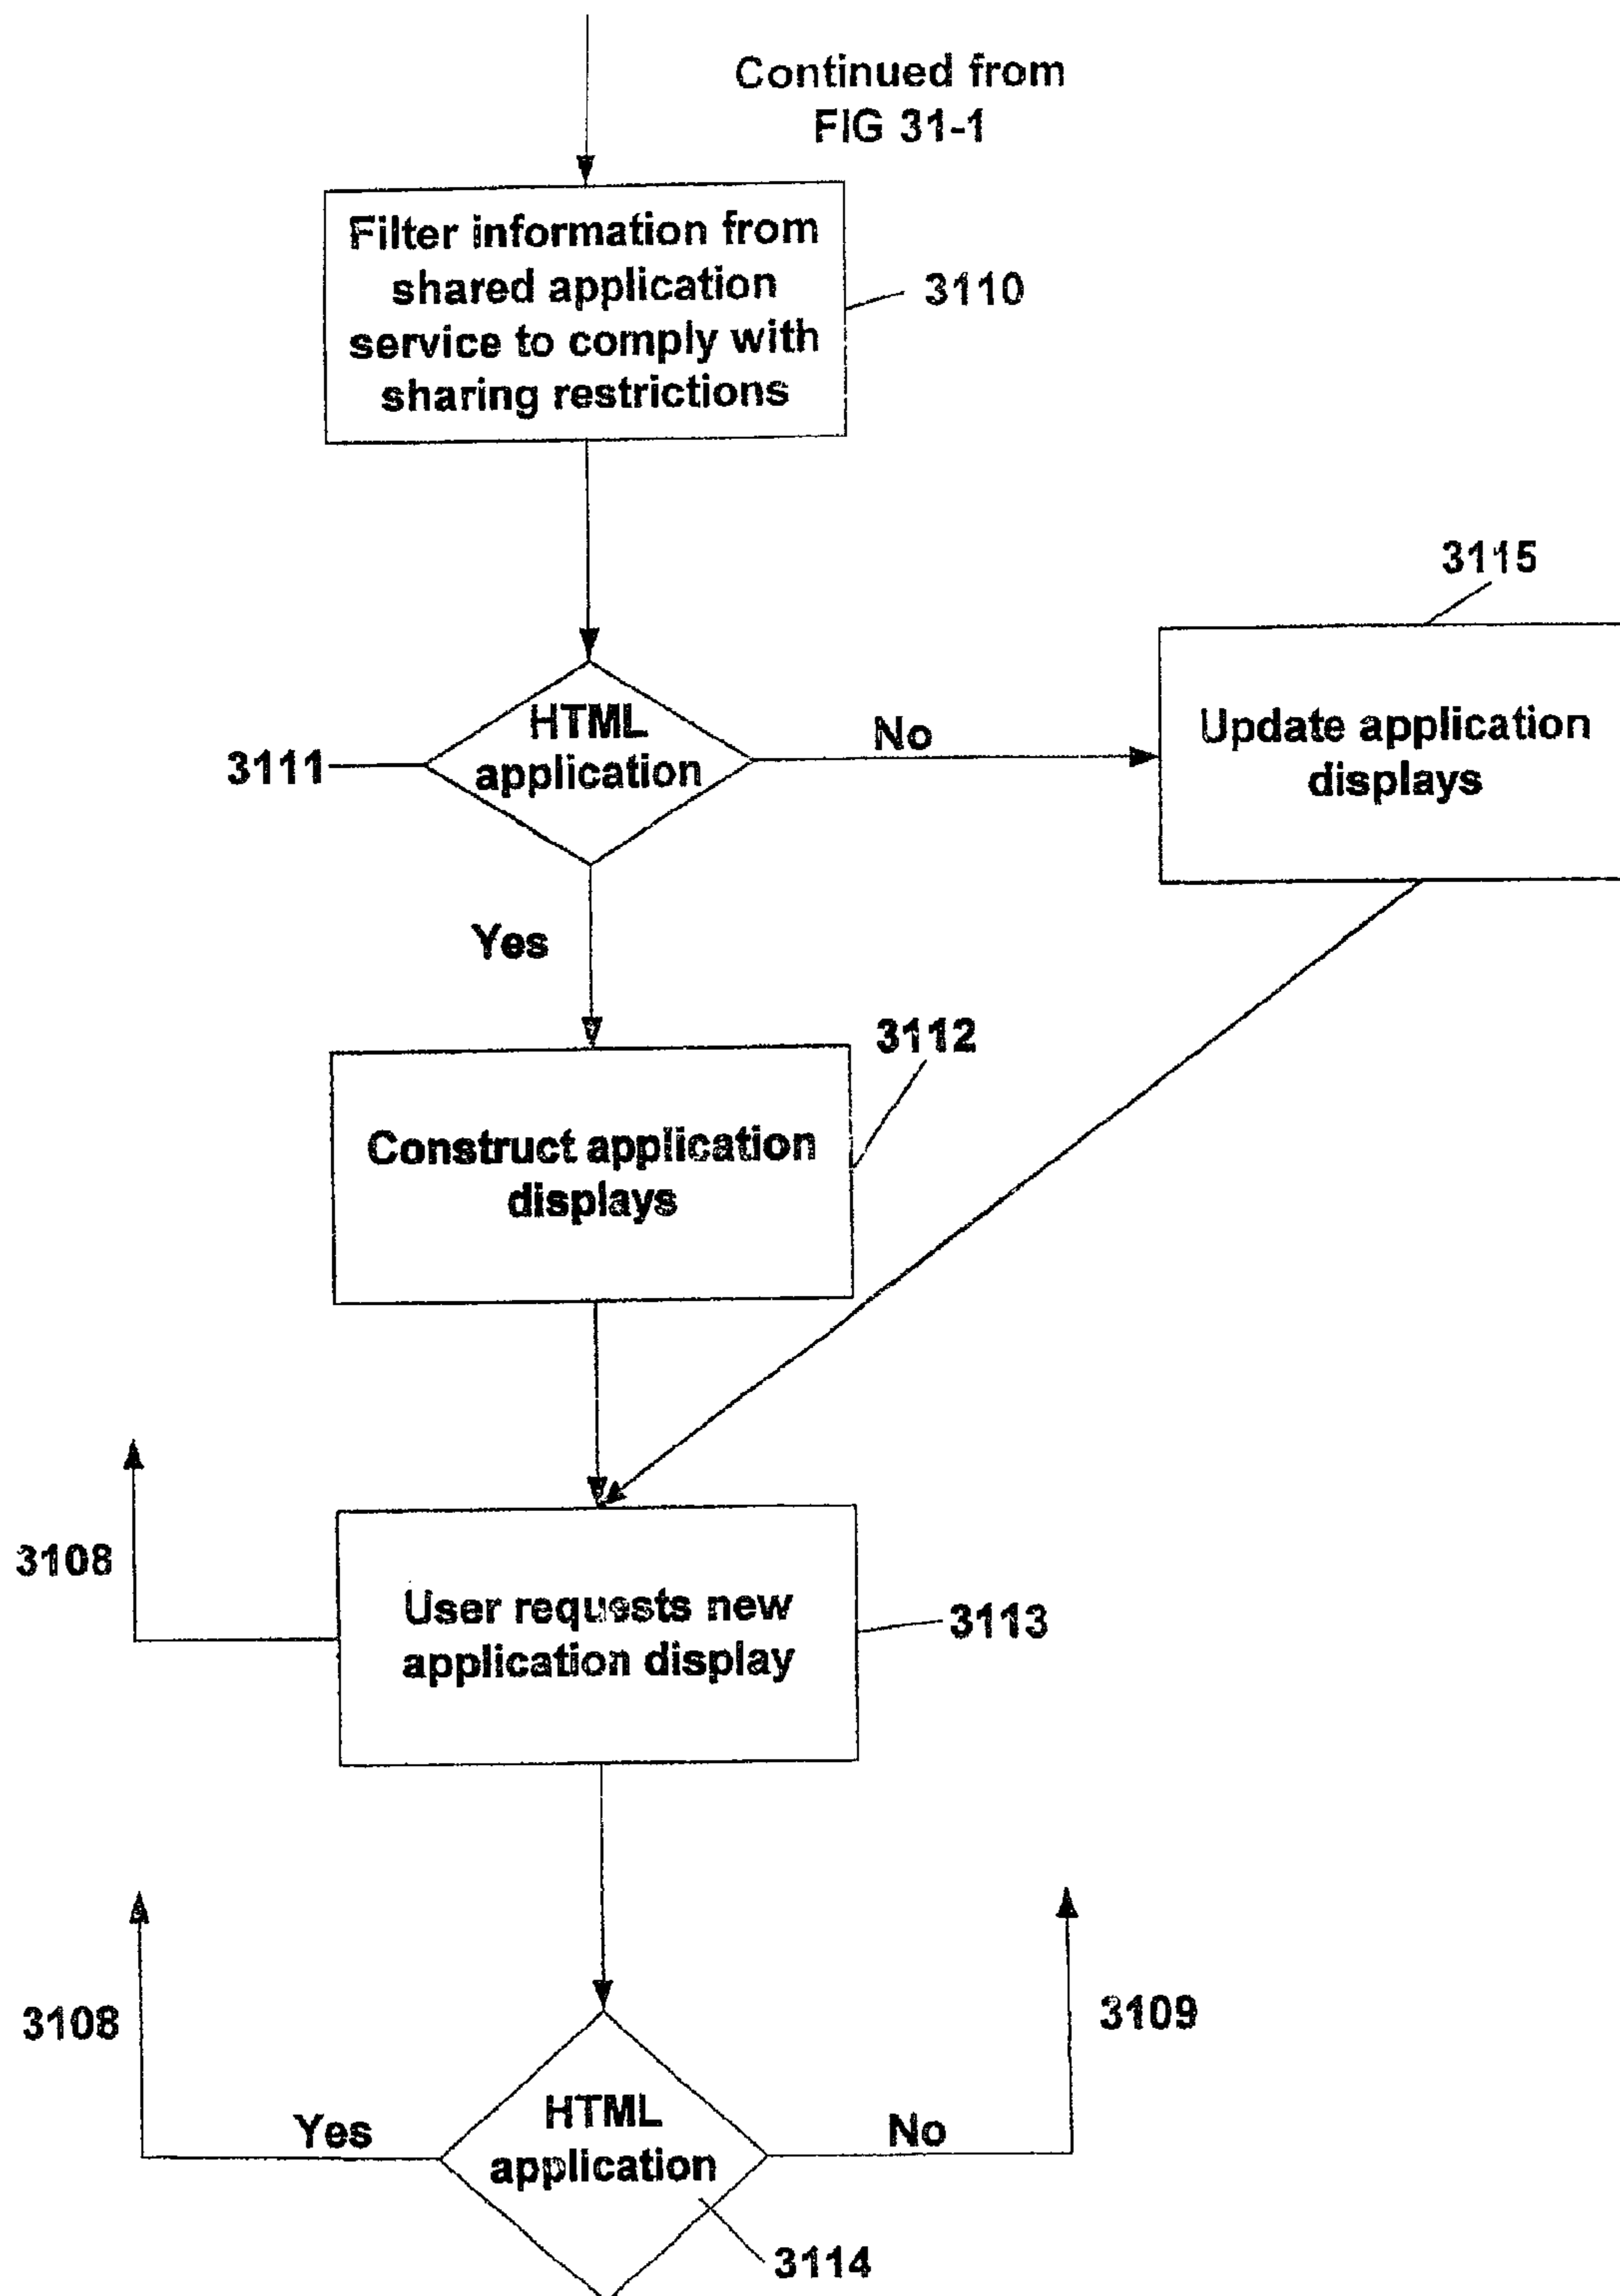 Continued from
FIG 31-1
Filter information from
shared application
service to comply with
sharing restrictions
3110
3115
HTML
application
3111
No
Update application
displays
Yes
3112
Construct application
displays
3108
User requests new
application display
3113
3108
3109
Yes
HTML
application
No
3114